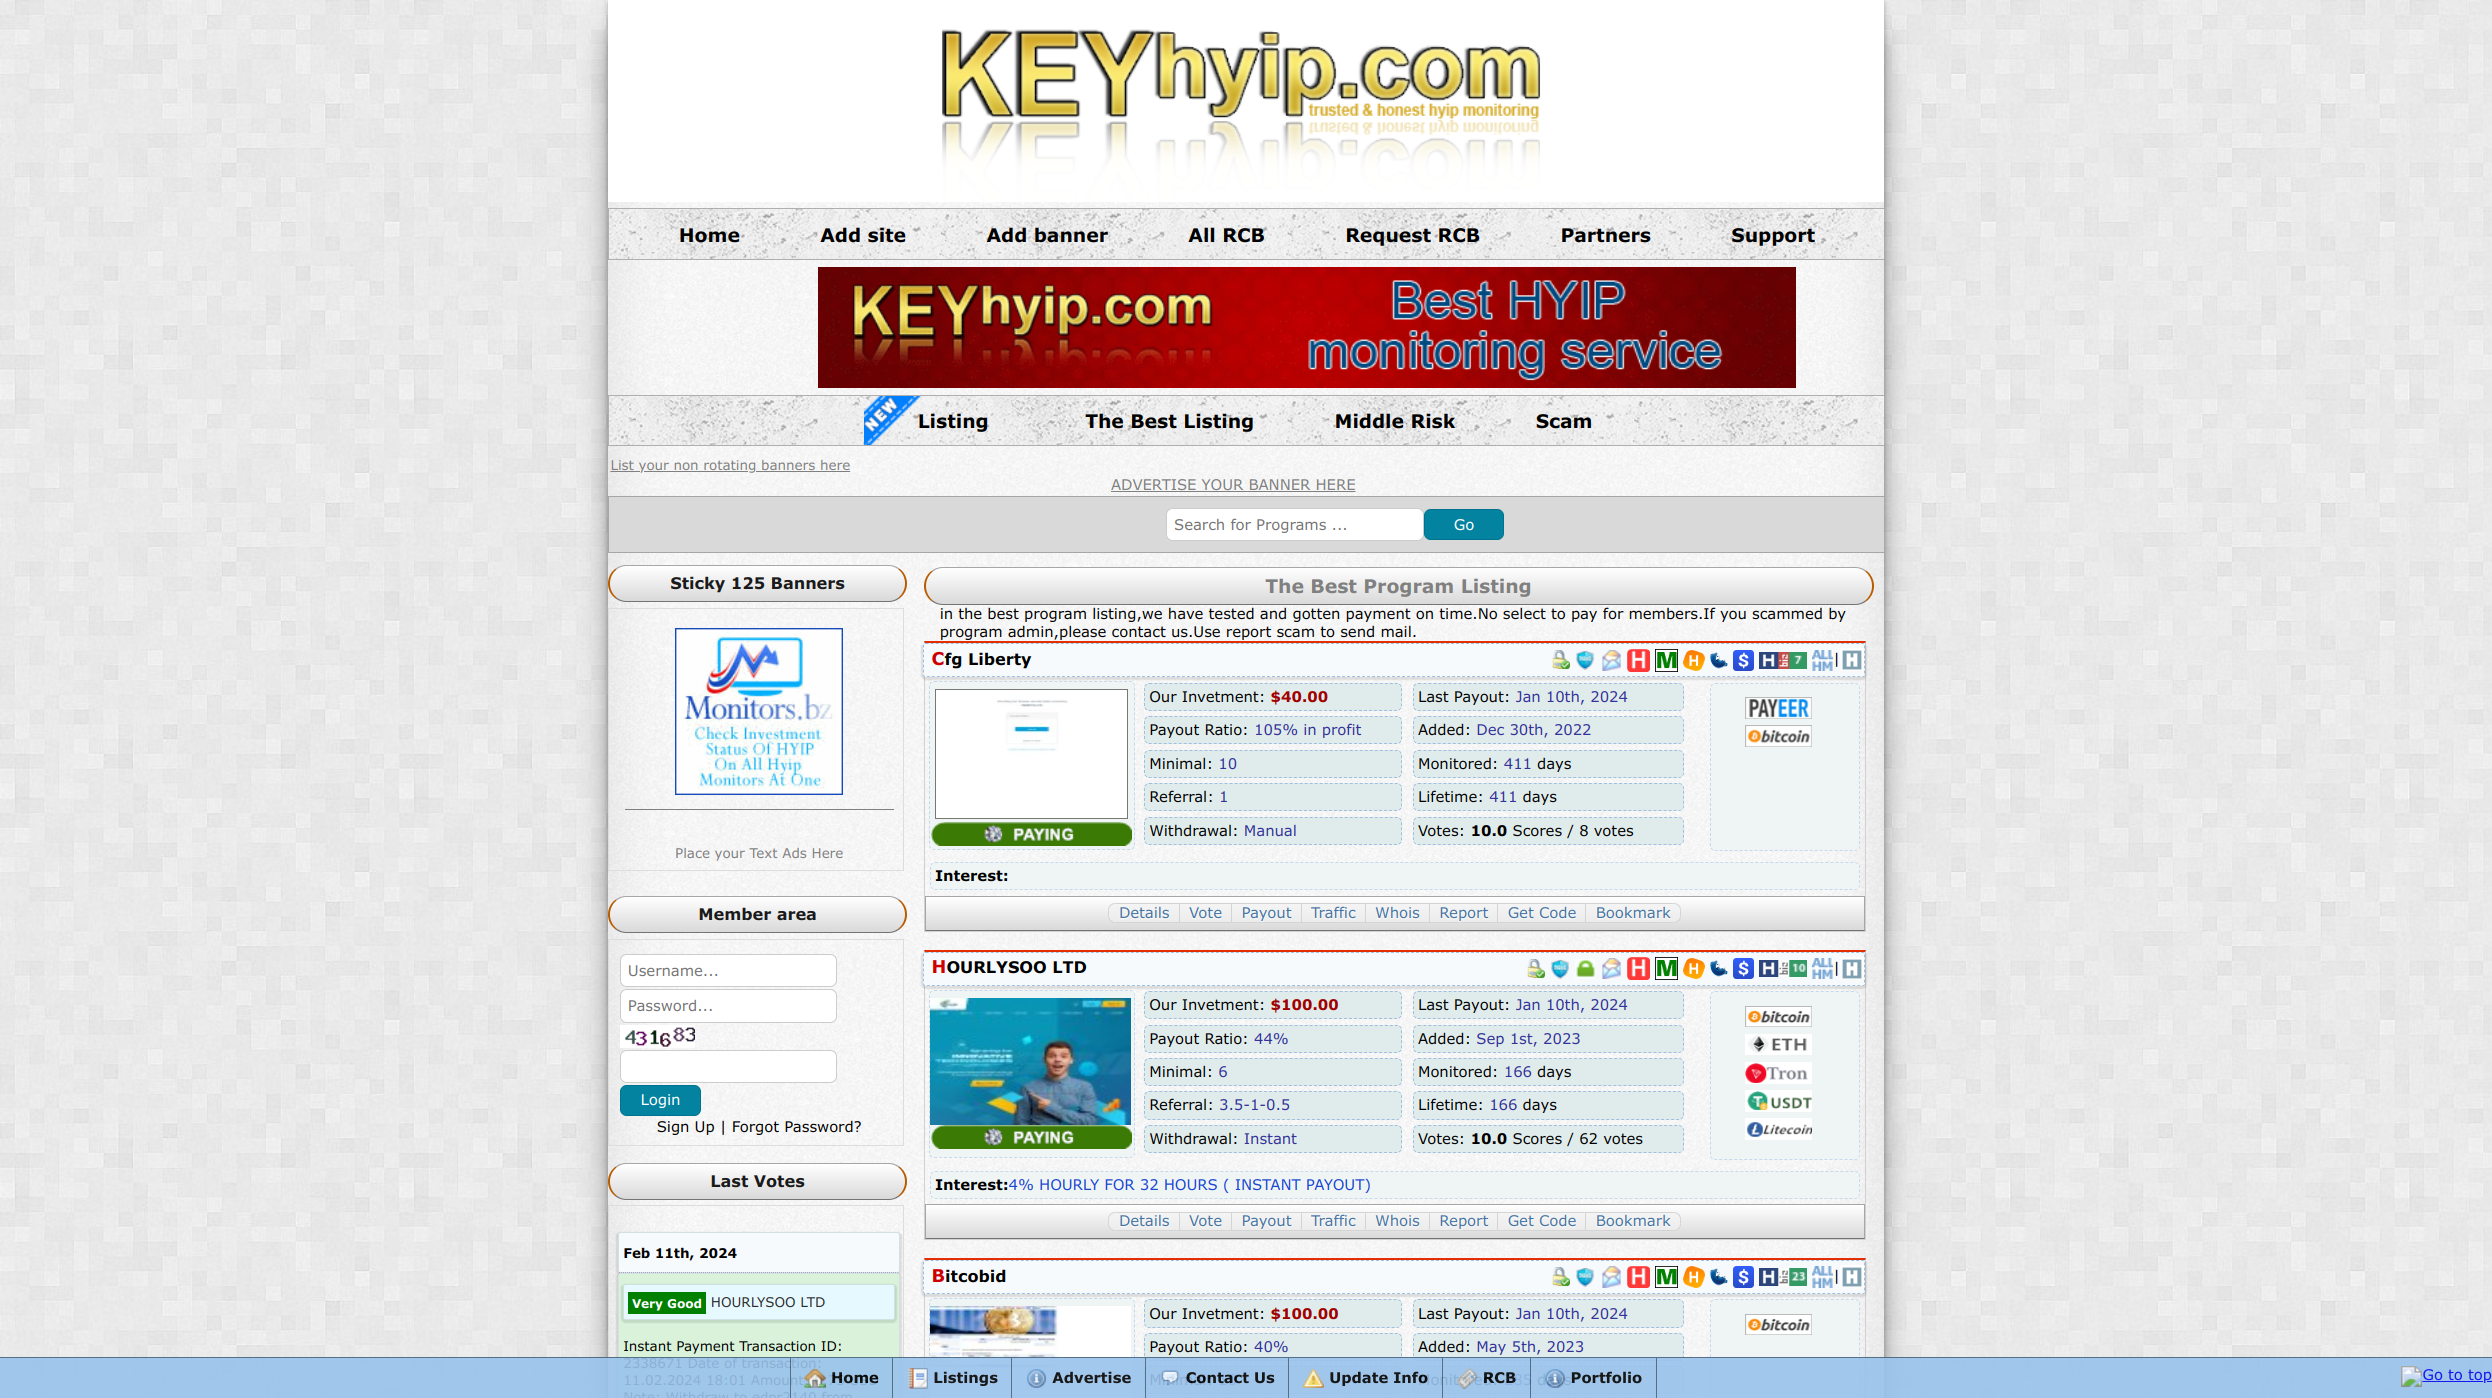 KEYhyip.com
trusted & honest hyip monitoring
Home Add site Add banner All RCB Request RCB Partners Support
KEYhyip.com Best HYIP
monitoring service
NEW Listing The Best Listing Middle Risk Scam
List your non rotating banners here
ADVERTISE YOUR BANNER HERE
Search for Programs ... Go
Sticky 125 Banners
Monitors.bz
Check Investment
Status Of HYIP
On All Hyip
Monitors At One
Place your Text Ads Here
Member area
Username...
Password...
431683
Login
Sign Up | Forgot Password?
Last Votes
Feb 11th, 2024
Very Good HOURLYSOO LTD
Instant Payment Transaction ID:
2338671 Date of transaction:
The Best Program Listing
in the best program listing,we have tested and gotten payment on time.No select to pay for members.If you scammed by
program admin,please contact us.Use report scam to send mail.
Cfg Liberty H M H $ H 7 ALL HM | H
Our Invetment: $40.00 Last Payout: Jan 10th, 2024 PAYEER
Payout Ratio: 105% in profit Added: Dec 30th, 2022 bitcoin
Minimal: 10 Monitored: 411 days
Referral: 1 Lifetime: 411 days
PAYING Withdrawal: Manual Votes: 10.0 Scores / 8 votes
Interest:
Details Vote Payout Traffic Whois Report Get Code Bookmark
HOURLYSOO LTD H M H $ H 10 ALL HM | H
Our Invetment: $100.00 Last Payout: Jan 10th, 2024 bitcoin
Payout Ratio: 44% Added: Sep 1st, 2023 ETH
Minimal: 6 Monitored: 166 days Tron
Referral: 3.5-1-0.5 Lifetime: 166 days USDT
PAYING Withdrawal: Instant Votes: 10.0 Scores / 62 votes Litecoin
Interest:4% HOURLY FOR 32 HOURS ( INSTANT PAYOUT)
Details Vote Payout Traffic Whois Report Get Code Bookmark
Bitcobid H M H $ H 23 ALL HM | H
Our Invetment: $100.00 Last Payout: Jan 10th, 2024 bitcoin
Payout Ratio: 40% Added: May 5th, 2023
Home Listings Advertise Contact Us Update Info RCB Portfolio Go to top